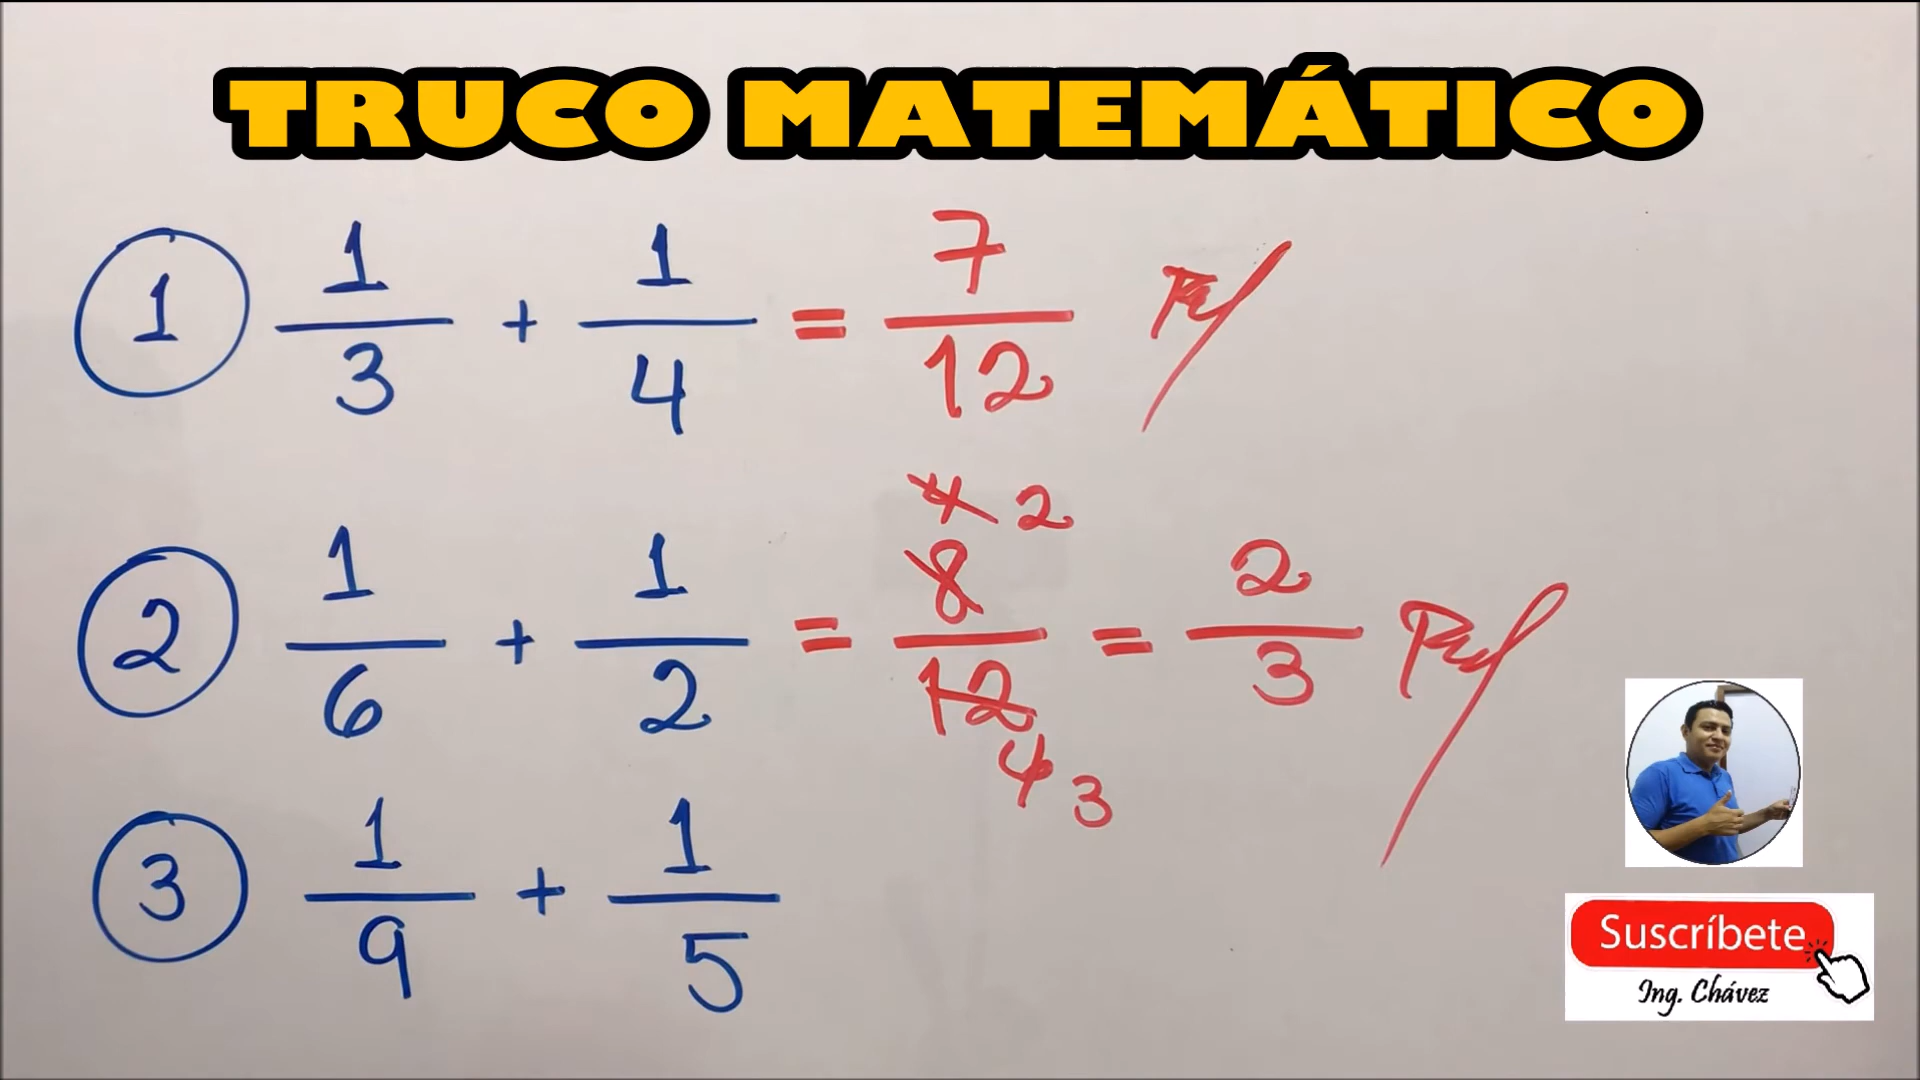 TRUCO MATEMÁTICO
1 1/3 + 1/4 = 7/12
4 2
2 1/6 + 1/2 = 8/12 = 2/3
4 3
3 1/9 + 1/5
Suscríbete
Ing. Chávez